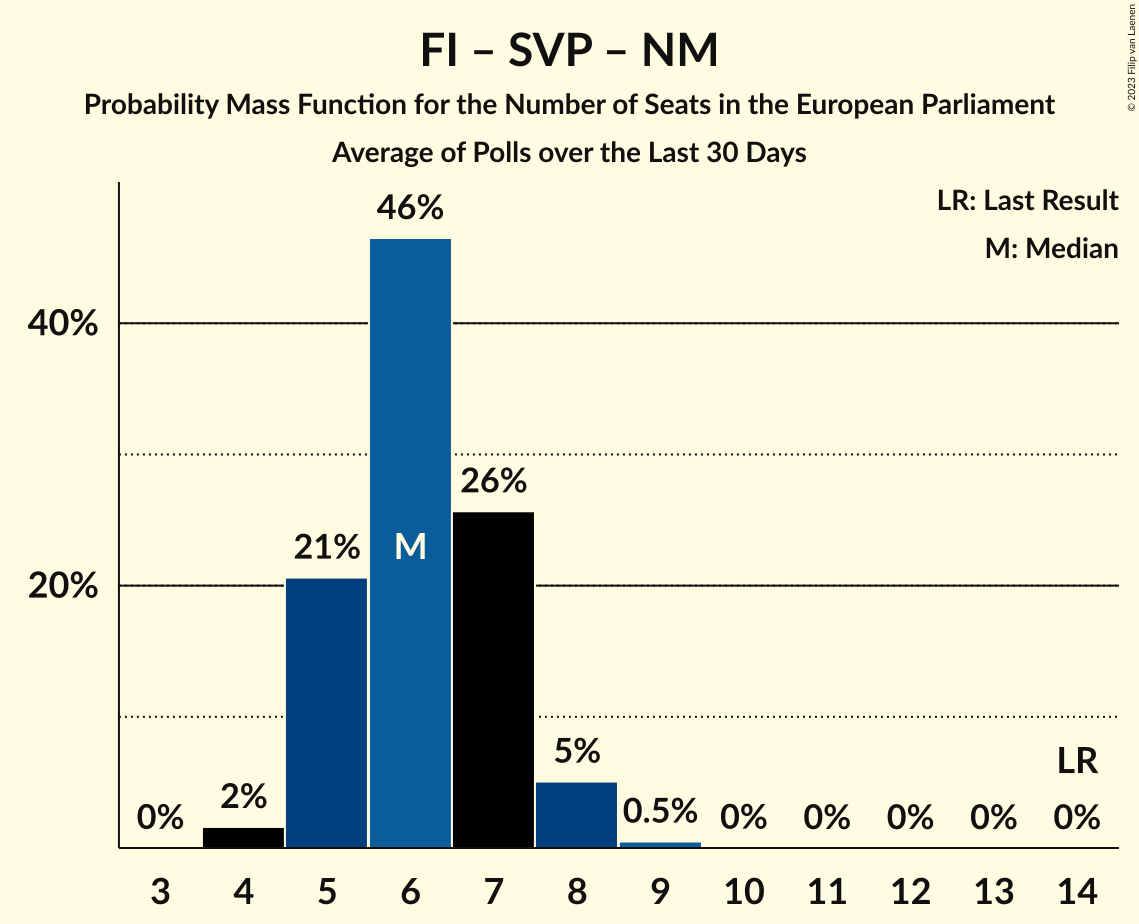 FI – SVP – NM
Probability Mass Function for the Number of Seats in the European Parliament
Average of Polls over the Last 30 Days
© 2023 Filip van Laenen
LR: Last Result
M: Median
46%
40%
26%
21%
M
20%
5%
LR
2%
0%
0.5%
0%
0%
0%
0%
0%
3 4 5 6 7 8 9 10 11 12 13 14